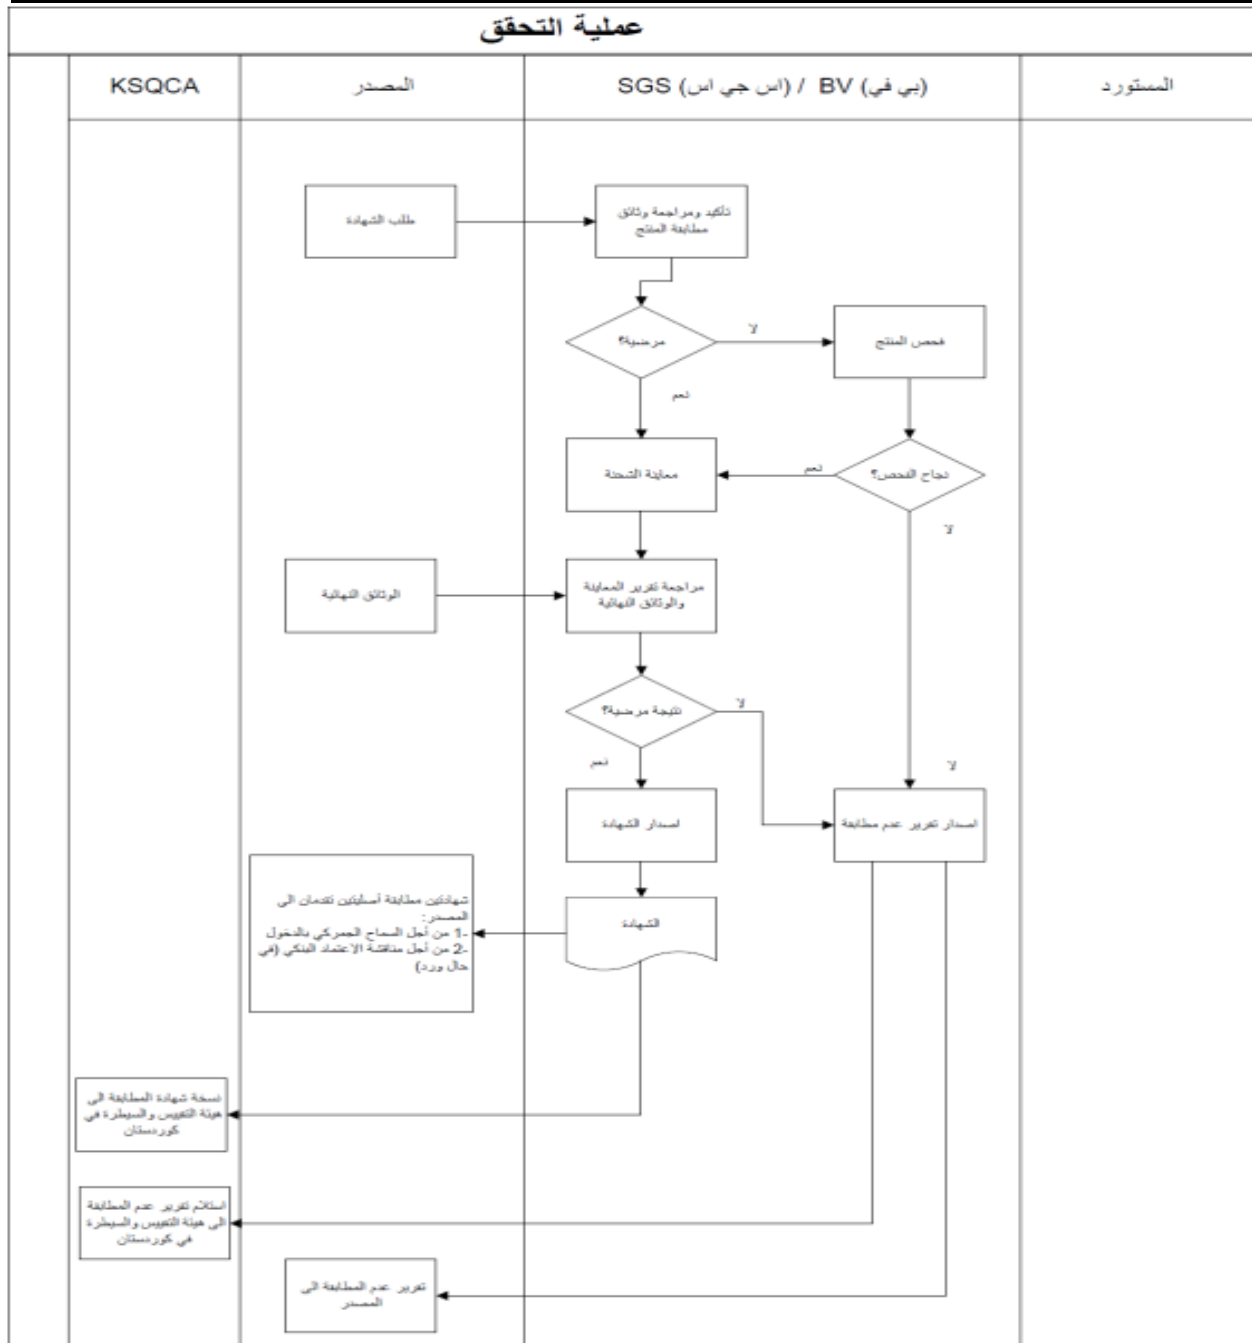 عملية التحقق
المستورد
SGS (اس جي اس) / BV (بي في)
المصدر
KSQCA
طلب الشهادة
تأكيد ومراجعة وثائق
مطابقة المنتج
مرضية؟
لا
فحص المنتج
نعم
معاينة الشحنة
نعم
نجاح الفحص؟
لا
الوثائق النهائية
مراجعة تقرير المعاينة
والوثائق النهائية
نتيجة مرضية؟
لا
نعم
لا
اصدار الشهادة
اصدار تقرير عدم مطابقة
شهادتين مطابقة أصليتين تقدمان الى
المصدر:
1- من أجل السماح الجمركي بالدخول
2- من أجل مناقشة الاعتماد البنكي (في
حال ورد)
الشهادة
نسخة شهادة المطابقة الى
هيئة التقييس والسيطرة في
كوردستان
استلام تقرير عدم المطابقة
الى هيئة التقييس والسيطرة
في كوردستان
تقرير عدم المطابقة الى
المصدر